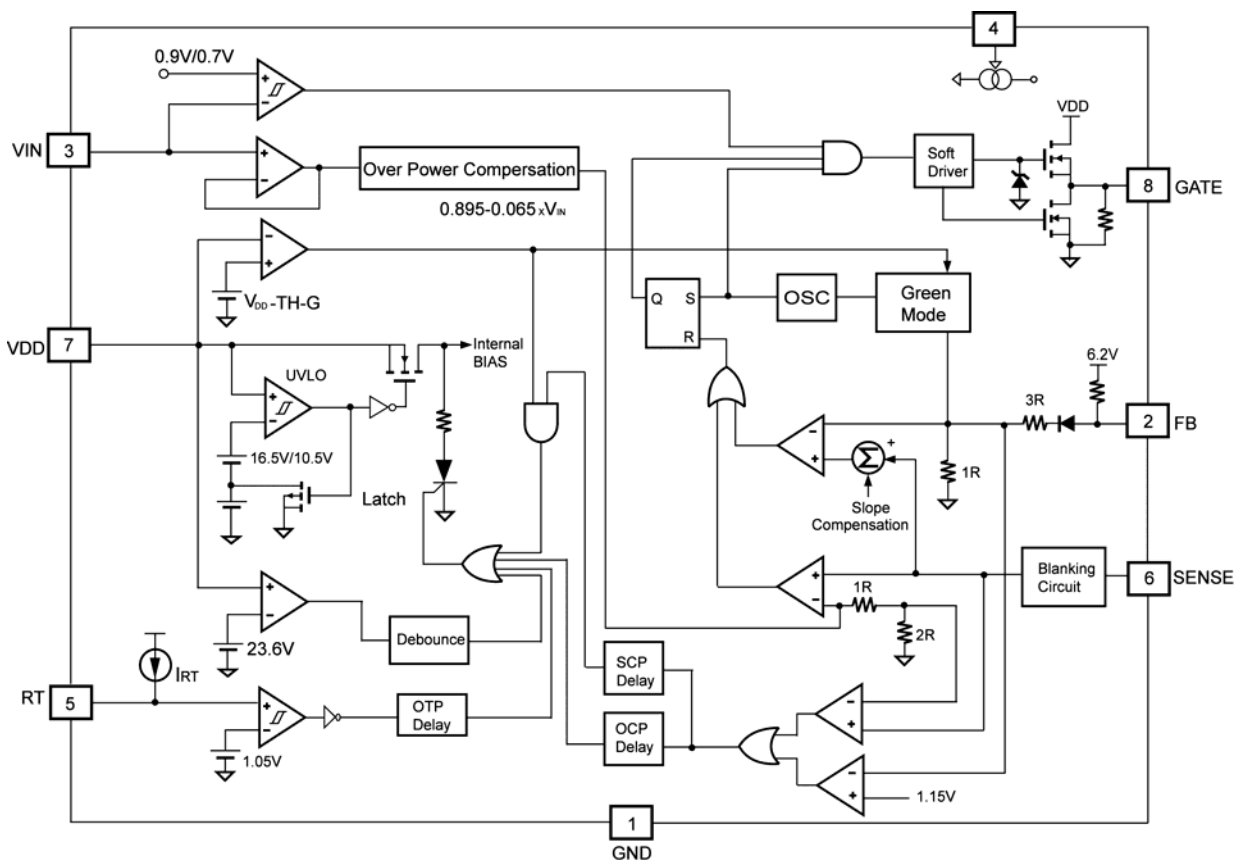 4
0.9V/0.7V
VDD
VIN
3
Over Power Compensation
0.895-0.065xVIN
Soft
Driver
8
GATE
VDD-TH-G
Q
S
R
OSC
Green
Mode
VDD
7
Internal
BIAS
UVLO
6.2V
3R
2
FB
16.5V/10.5V
1R
Latch
Σ
+
Slope
Compensation
Blanking
Circuit
6
SENSE
1R
2R
23.6V
Debounce
SCP
Delay
IRT
RT
5
OTP
Delay
OCP
Delay
1.05V
1.15V
1
GND
+
-
+
-
-
+
+
-
+
-
+
-
-
+
+
-
-
+
-
+